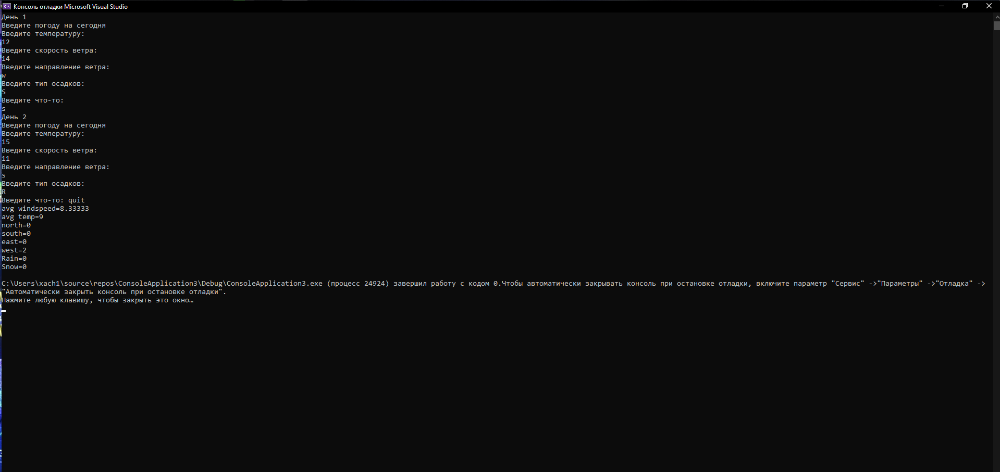 Консоль отладки Microsoft Visual Studio
День 1
Введите погоду на сегодня
Введите температуру:
12
Введите скорость ветра:
14
Введите направление ветра:
w
Введите тип осадков:
S
Введите что-то:
s
День 2
Введите погоду на сегодня
Введите температуру:
15
Введите скорость ветра:
11
Введите направление ветра:
s
Введите тип осадков:
R
Введите что-то: quit
avg windspeed=8.33333
avg temp=9
north=0
south=0
east=0
west=2
Rain=0
Snow=0
C:\Users\xach1\source\repos\ConsoleApplication3\Debug\ConsoleApplication3.exe (процесс 24924) завершил работу с кодом 0.Чтобы автоматически закрывать консоль при остановке отладки, включите параметр "Сервис" ->"Параметры" ->"Отладка" ->
"Автоматически закрыть консоль при остановке отладки".
Нажмите любую клавишу, чтобы закрыть это окно…